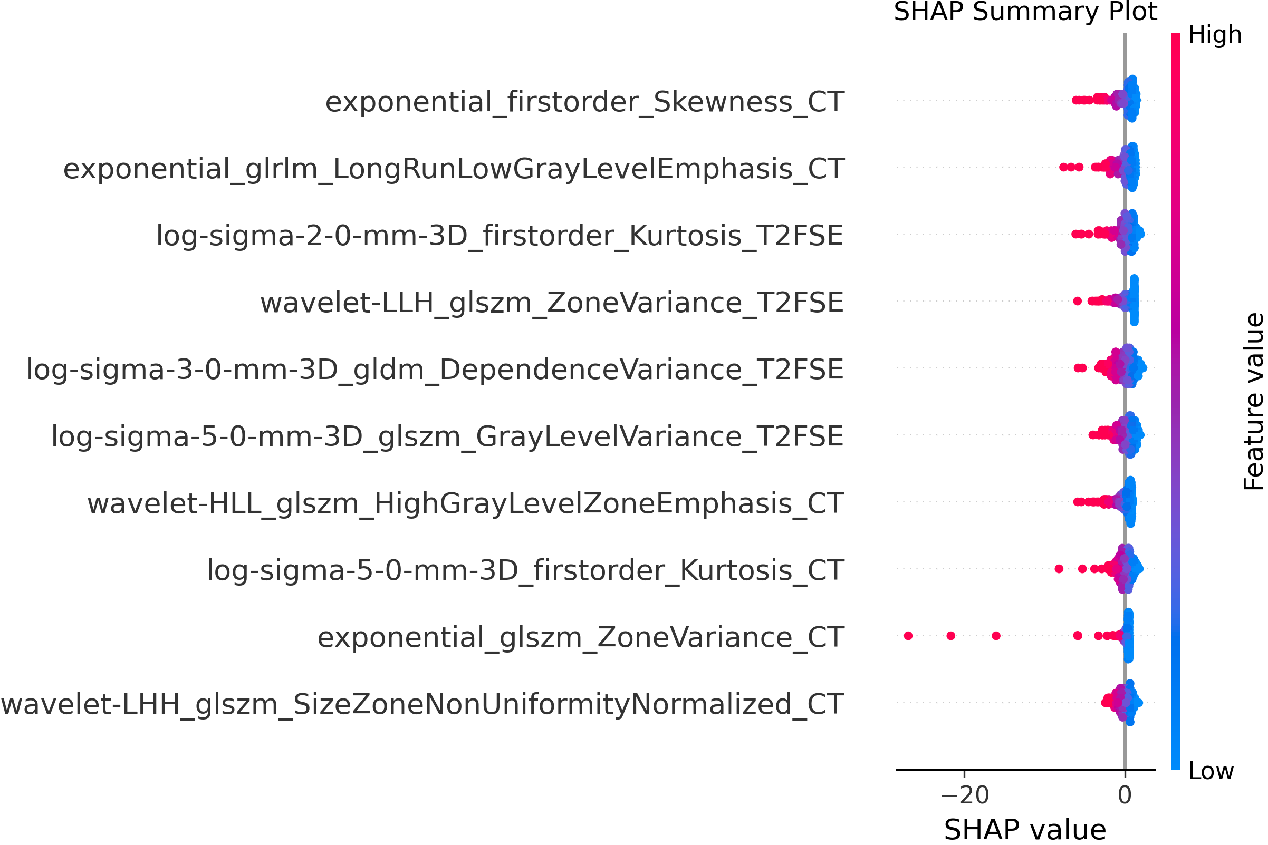 SHAP Summary Plot
High
exponential_firstorder_Skewness_CT
exponential_glrlm_LongRunLowGrayLevelEmphasis_CT
log-sigma-2-0-mm-3D_firstorder_Kurtosis_T2FSE
wavelet-LLH_glszm_ZoneVariance_T2FSE
log-sigma-3-0-mm-3D_gldm_DependenceVariance_T2FSE
log-sigma-5-0-mm-3D_glszm_GrayLevelVariance_T2FSE
wavelet-HLL_glszm_HighGrayLevelZoneEmphasis_CT
log-sigma-5-0-mm-3D_firstorder_Kurtosis_CT
exponential_glszm_ZoneVariance_CT
wavelet-LHH_glszm_SizeZoneNonUniformityNormalized_CT
Feature value
Low
−20 0
SHAP value